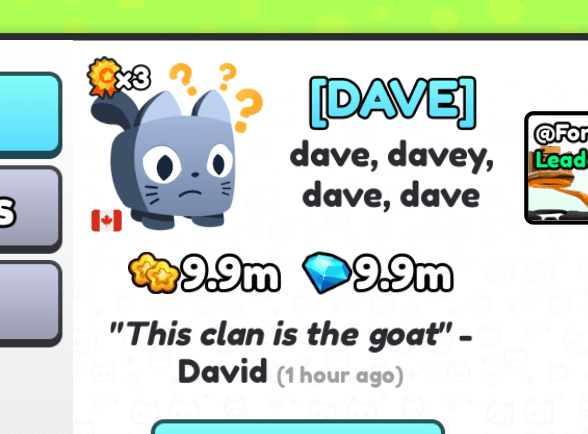 x3
[DAVE]
dave, davey,
dave, dave
@For
Lead
S
9.9m 9.9m
"This clan is the goat" -
David (1 hour ago)